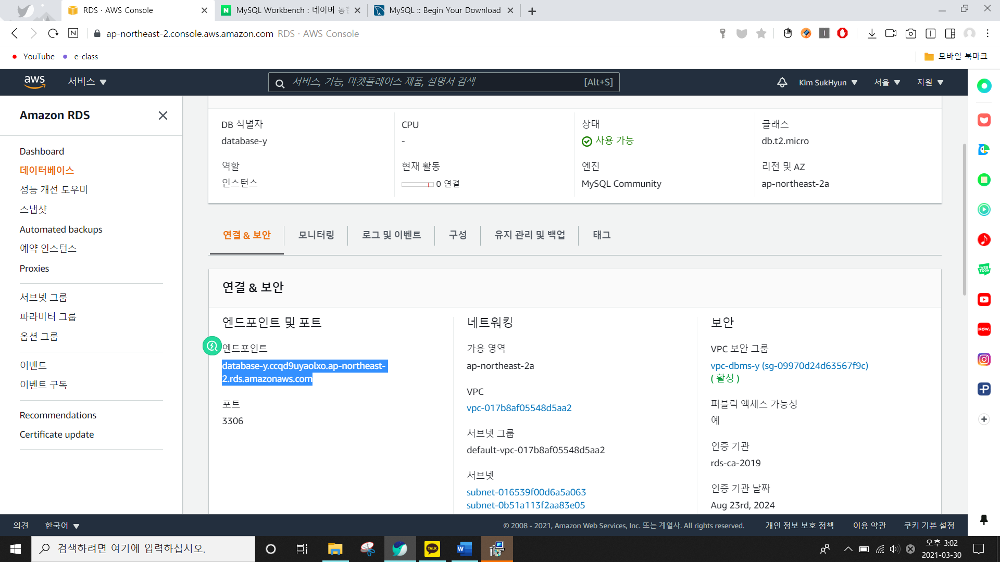 RDS · AWS Console
MySQL Workbench : 네이버 통합
MySQL :: Begin Your Download
ap-northeast-2.console.aws.amazon.com RDS · AWS Console
YouTube
e-class
모바일 북마크
aws
서비스
서비스, 기능, 마켓플레이스 제품, 설명서 검색
[Alt+S]
Kim SukHyun
서울
지원
Amazon RDS
Dashboard
데이터베이스
성능 개선 도우미
스냅샷
Automated backups
예약 인스턴스
Proxies
서브넷 그룹
파라미터 그룹
옵션 그룹
이벤트
이벤트 구독
Recommendations
Certificate update
DB 식별자
database-y
CPU
-
상태
사용 가능
클래스
db.t2.micro
역할
인스턴스
현재 활동
0 연결
엔진
MySQL Community
리전 및 AZ
ap-northeast-2a
연결 & 보안
모니터링
로그 및 이벤트
구성
유지 관리 및 백업
태그
연결 & 보안
엔드포인트 및 포트
엔드포인트
database-y.ccqd9uyaolxo.ap-northeast-
2.rds.amazonaws.com
포트
3306
네트워킹
가용 영역
ap-northeast-2a
VPC
vpc-017b8af05548d5aa2
서브넷 그룹
default-vpc-017b8af05548d5aa2
서브넷
subnet-016539f00d6a5a063
subnet-0b51a113f2aa83e05
보안
VPC 보안 그룹
vpc-dbms-y (sg-09970d24d63567f9c)
( 활성 )
퍼블릭 액세스 가능성
예
인증 기관
rds-ca-2019
인증 기관 날짜
Aug 23rd, 2024
WEB
TOON
NOW.
의견
한국어
© 2008 - 2021, Amazon Web Services, Inc. 또는 계열사. All rights reserved.
개인 정보 보호 정책
이용 약관
쿠키 기본 설정
검색하려면 여기에 입력하십시오.
TALK
오후 3:02
2021-03-30